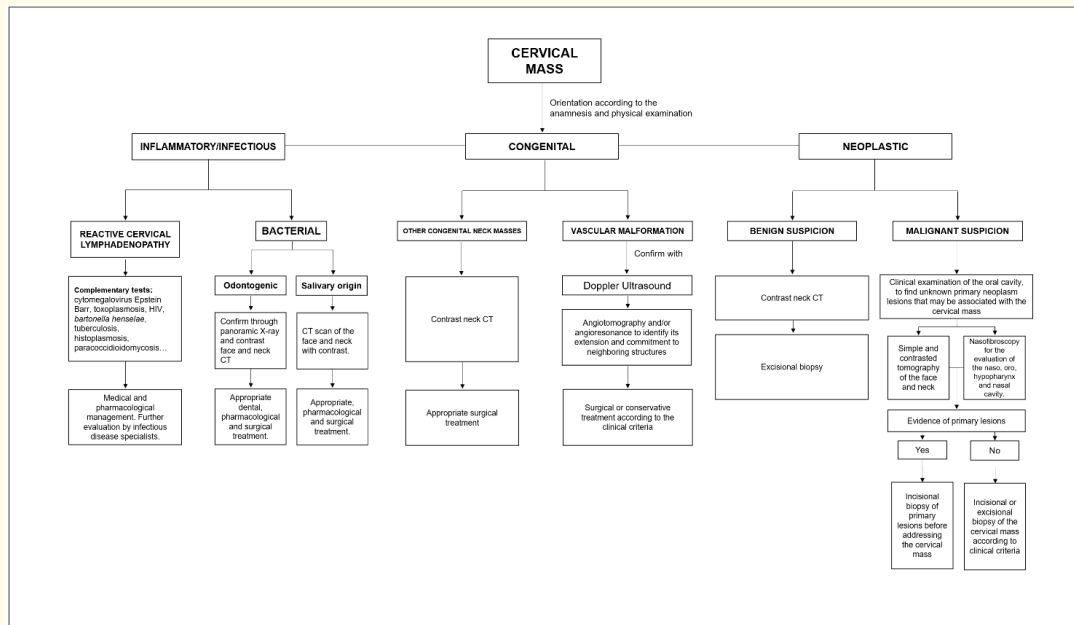 CERVICAL
MASS
Orientation according to the
anamnesis and physical examination
INFLAMMATORY/INFECTIOUS
CONGENITAL
NEOPLASTIC
REACTIVE CERVICAL
LYMPHADENOPATHY
BACTERIAL
OTHER CONGENITAL NECK MASSES
VASCULAR MALFORMATION
BENIGN SUSPICION
MALIGNANT SUSPICION
Confirm with
Complementary tests:
cytomegalovirus Epstein
Barr, toxoplasmosis, HIV,
bartonella henselae,
tuberculosis,
histoplasmosis,
paracoccidioidomycosis...
Odontogenic
Salivary origin
Confirm through
panoramic X-ray
and contrast
face and neck
CT
CT scan of the
face and neck
with contrast.
Contrast neck CT
Doppler Ultrasound
Angiotomography and/or
angioresonance to identify its
extension and commitment to
neighboring structures
Contrast neck CT
Excisional biopsy
Clinical examination of the oral cavity,
to find unknown primary neoplasm
lesions that may be associated with the
cervical mass
Simple and
contrasted
tomography
of the face
and neck
Nasofibroscopy
for the
evaluation of
the naso, oro,
hypopharynx
and nasal
cavity.
Medical and
pharmacological
management. Further
evaluation by infectious
disease specialists.
Appropriate
dental,
pharmacological
and surgical
treatment.
Appropriate,
pharmacological
and surgical
treatment.
Appropriate surgical
treatment
Surgical or conservative
treatment according to the
clinical criteria
Evidence of primary lesions
Yes
No
Incisional
biopsy of
primary
lesions before
addressing
the cervical
mass
Incisional or
excisional
biopsy of the
cervical mass
according to
clinical criteria